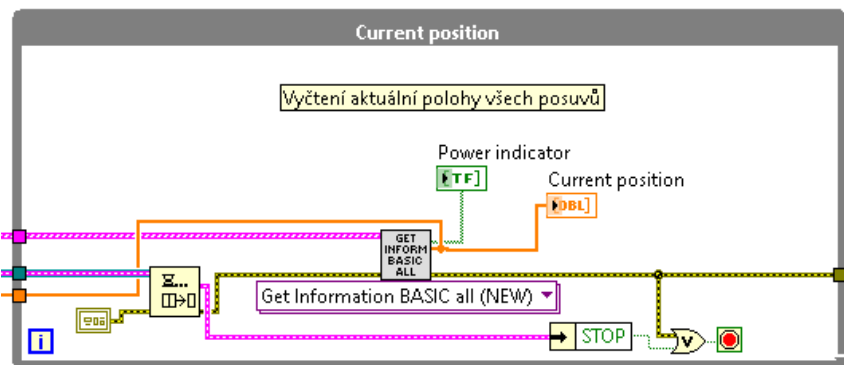 Current position
Vyčtení aktuální polohy všech posuvů
Power indicator
TF
Current position
DBL
GET
INFORM
BASIC
ALL
Get Information BASIC all (NEW)
STOP
i
V